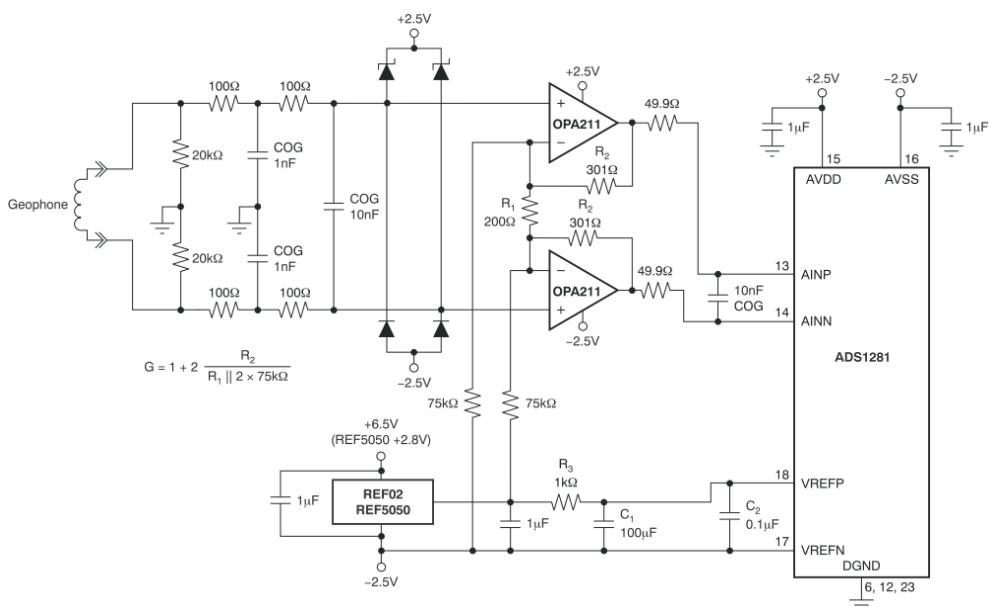 +2.5V
100Ω
100Ω
+2.5V
+
OPA211
−
49.9Ω
+2.5V
−2.5V
1µF
1µF
15
16
AVDD
AVSS
20kΩ
COG
1nF
Geophone
COG
10nF
R2
301Ω
R1
200Ω
R2
301Ω
20kΩ
COG
1nF
100Ω
100Ω
−
OPA211
+
49.9Ω
−2.5V
13
AINP
10nF
COG
14
AINN
ADS1281
G = 1 + 2 R2 / R1 || 2 × 75kΩ
−2.5V
75kΩ
75kΩ
+6.5V
(REF5050 +2.8V)
1µF
REF02
REF5050
R3
1kΩ
18
VREFP
1µF
C1
100µF
C2
0.1µF
17
VREFN
−2.5V
DGND
6, 12, 23